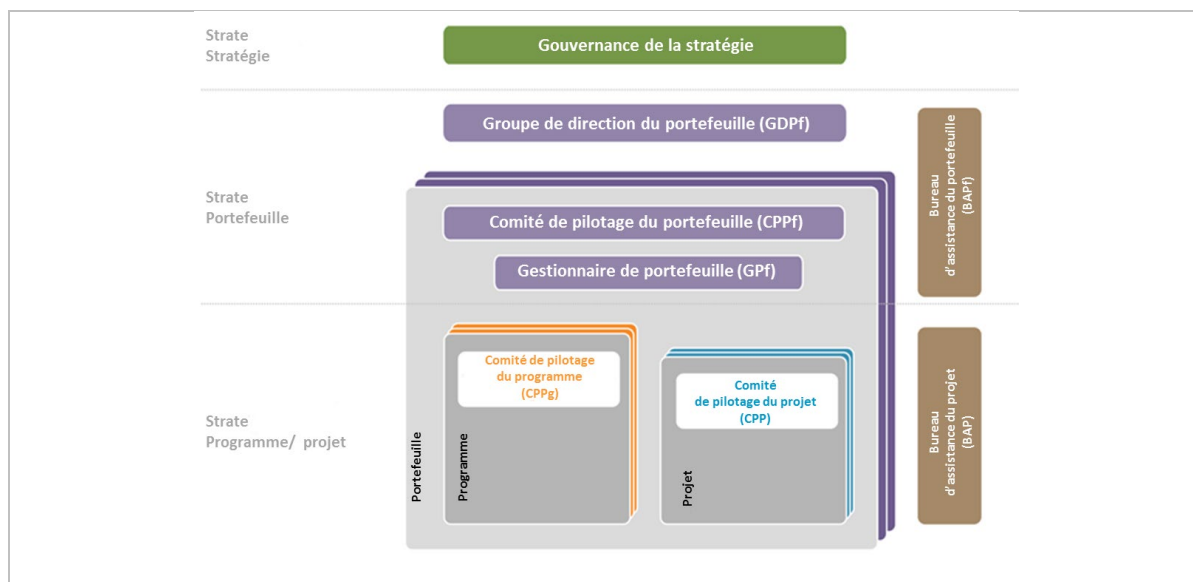 Strate
Stratégie
Gouvernance de la stratégie
Groupe de direction du portefeuille (GDPf)
Strate
Portefeuille
Comité de pilotage du portefeuille (CPPf)
Gestionnaire de portefeuille (GPf)
Bureau
d'assistance du portefeuille
(BAPf)
Strate
Programme/ projet
Portefeuille
Programme
Comité de pilotage
du programme
(CPPg)
Projet
Comité
de pilotage du projet
(CPP)
Bureau
d'assistance du projet
(BAP)